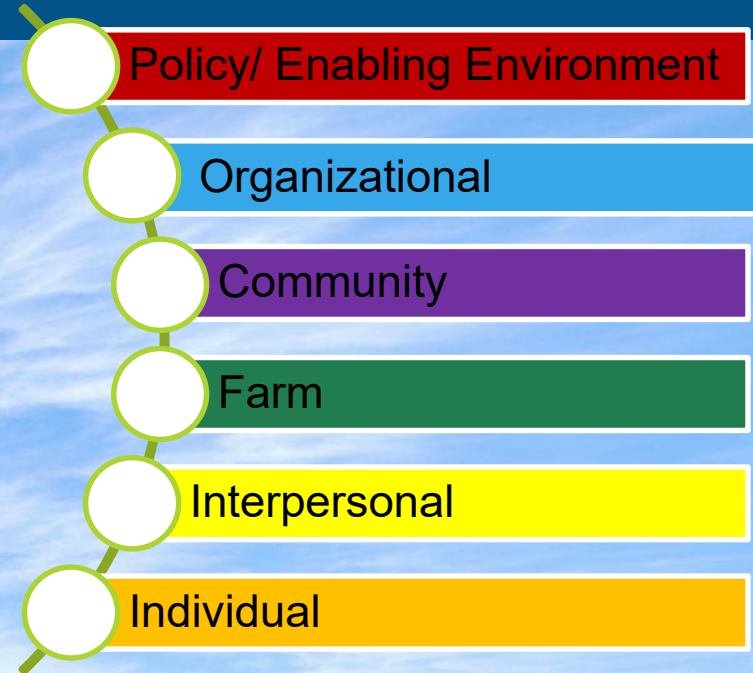 Policy/ Enabling Environment
Organizational
Community
Farm
Interpersonal
Individual